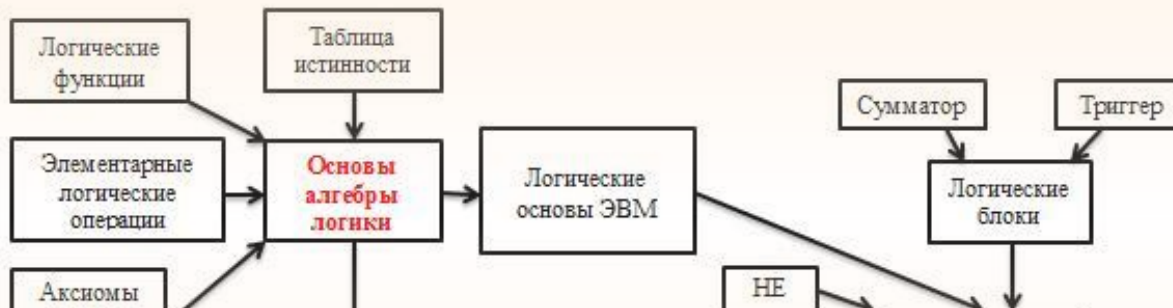 Логические
функции
Таблица
истинности
Сумматор
Триггер
Элементарные
логические
операции
Основы
алгебры
логики
Логические
основы ЭВМ
Логические
блоки
Аксиомы
НЕ